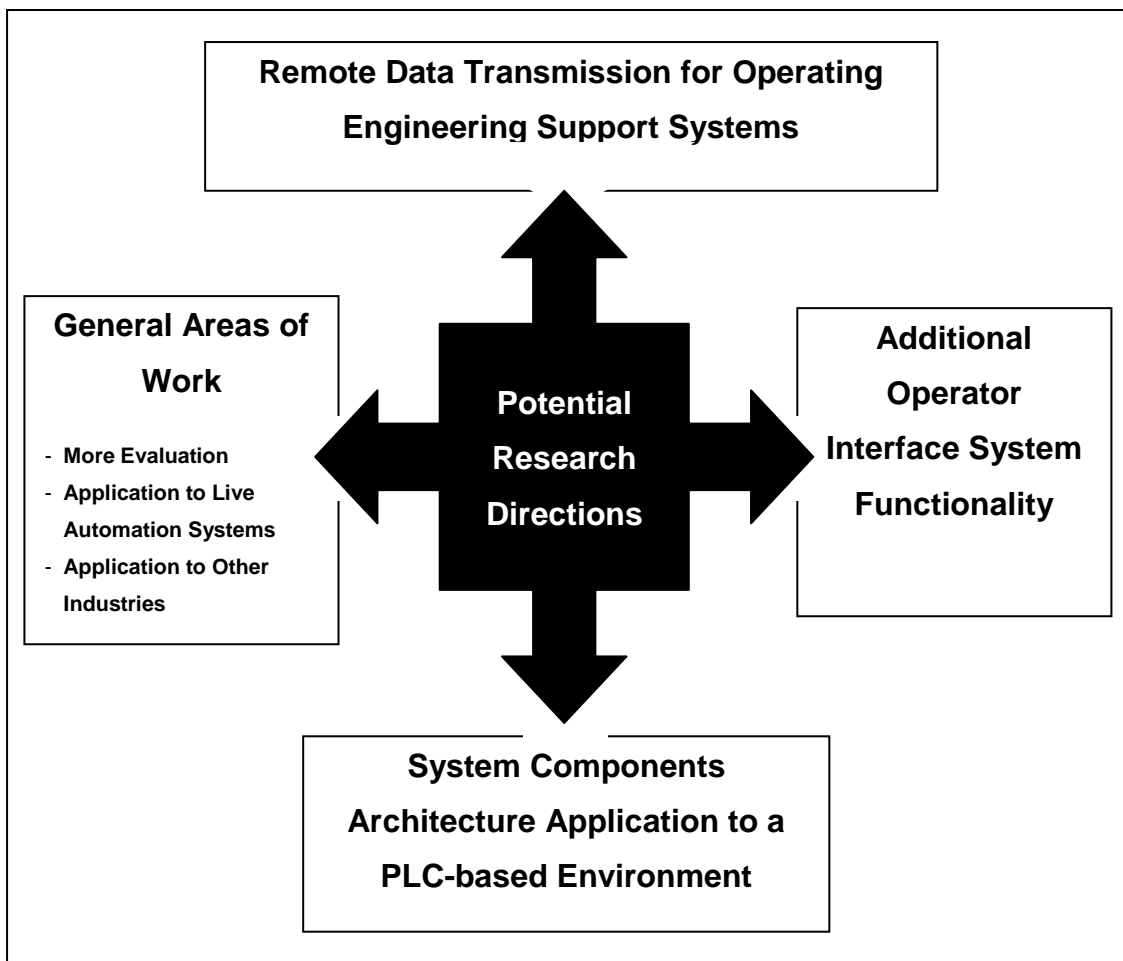 Remote Data Transmission for Operating
Engineering Support Systems
General Areas of
Work
- More Evaluation
- Application to Live
Automation Systems
- Application to Other
Industries
Potential
Research
Directions
Additional
Operator
Interface System
Functionality
System Components
Architecture Application to a
PLC-based Environment